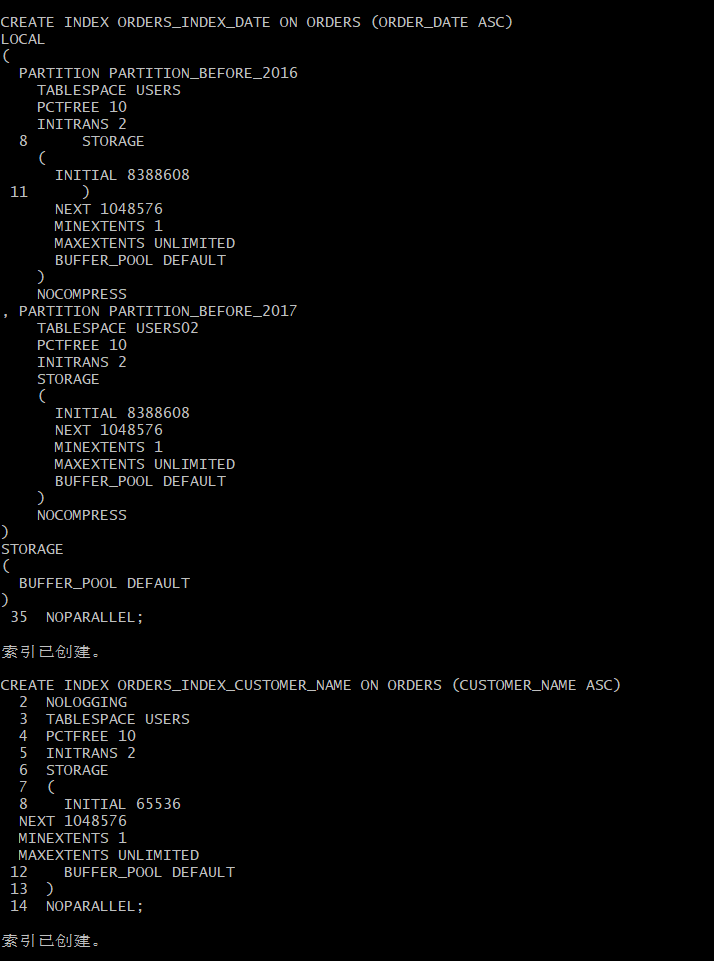 CREATE INDEX ORDERS_INDEX_DATE ON ORDERS (ORDER_DATE ASC)
LOCAL
(
  PARTITION PARTITION_BEFORE_2016
    TABLESPACE USERS
    PCTFREE 10
    INITRANS 2
  8      STORAGE
    (
      INITIAL 8388608
 11      )
      NEXT 1048576
      MINEXTENTS 1
      MAXEXTENTS UNLIMITED
      BUFFER_POOL DEFAULT
    )
    NOCOMPRESS
, PARTITION PARTITION_BEFORE_2017
    TABLESPACE USERS02
    PCTFREE 10
    INITRANS 2
    STORAGE
    (
      INITIAL 8388608
      NEXT 1048576
      MINEXTENTS 1
      MAXEXTENTS UNLIMITED
      BUFFER_POOL DEFAULT
    )
    NOCOMPRESS
)
STORAGE
(
  BUFFER_POOL DEFAULT
)
 35  NOPARALLEL;
索引已创建。
CREATE INDEX ORDERS_INDEX_CUSTOMER_NAME ON ORDERS (CUSTOMER_NAME ASC)
  2  NOLOGGING
  3  TABLESPACE USERS
  4  PCTFREE 10
  5  INITRANS 2
  6  STORAGE
  7  (
  8    INITIAL 65536
  NEXT 1048576
  MINEXTENTS 1
  MAXEXTENTS UNLIMITED
 12    BUFFER_POOL DEFAULT
 13  )
 14  NOPARALLEL;
索引已创建。